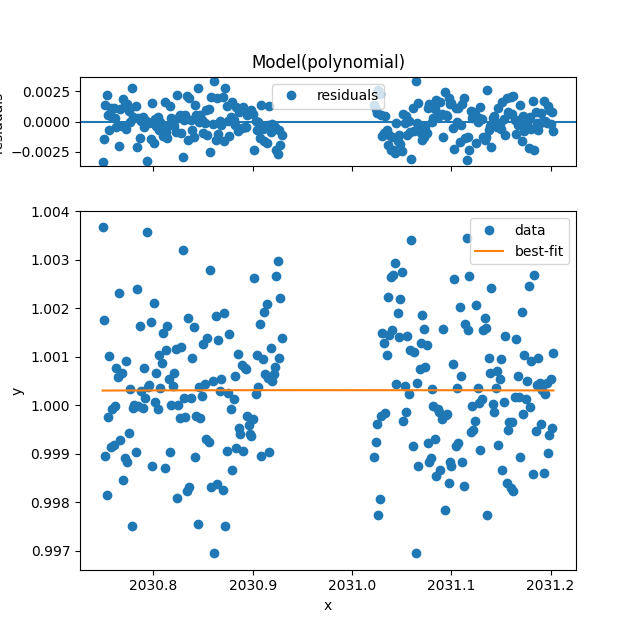 Model(polynomial)
0.0025
0.0000
−0.0025
residuals
residuals
1.004
1.003
1.002
1.001
1.000
0.999
0.998
0.997
y
data
best-fit
2030.8 2030.9 2031.0 2031.1 2031.2
x